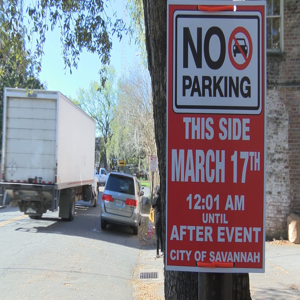 NO
PARKING
THIS SIDE
MARCH 17TH
12:01 AM
UNTIL
AFTER EVENT
CITY OF SAVANNAH